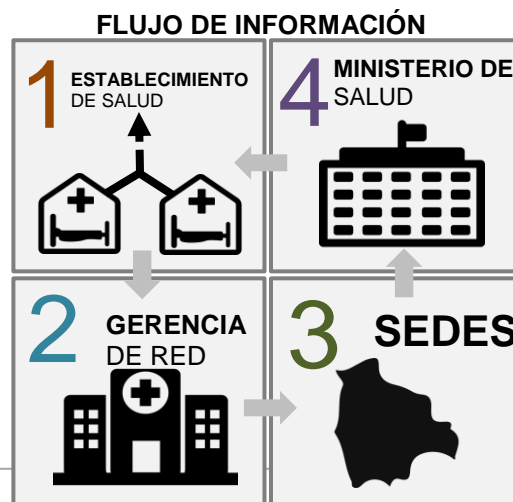 FLUJO DE INFORMACIÓN
1
ESTABLECIMIENTO
DE SALUD
4
MINISTERIO DE
SALUD
2
GERENCIA
DE RED
3
SEDES